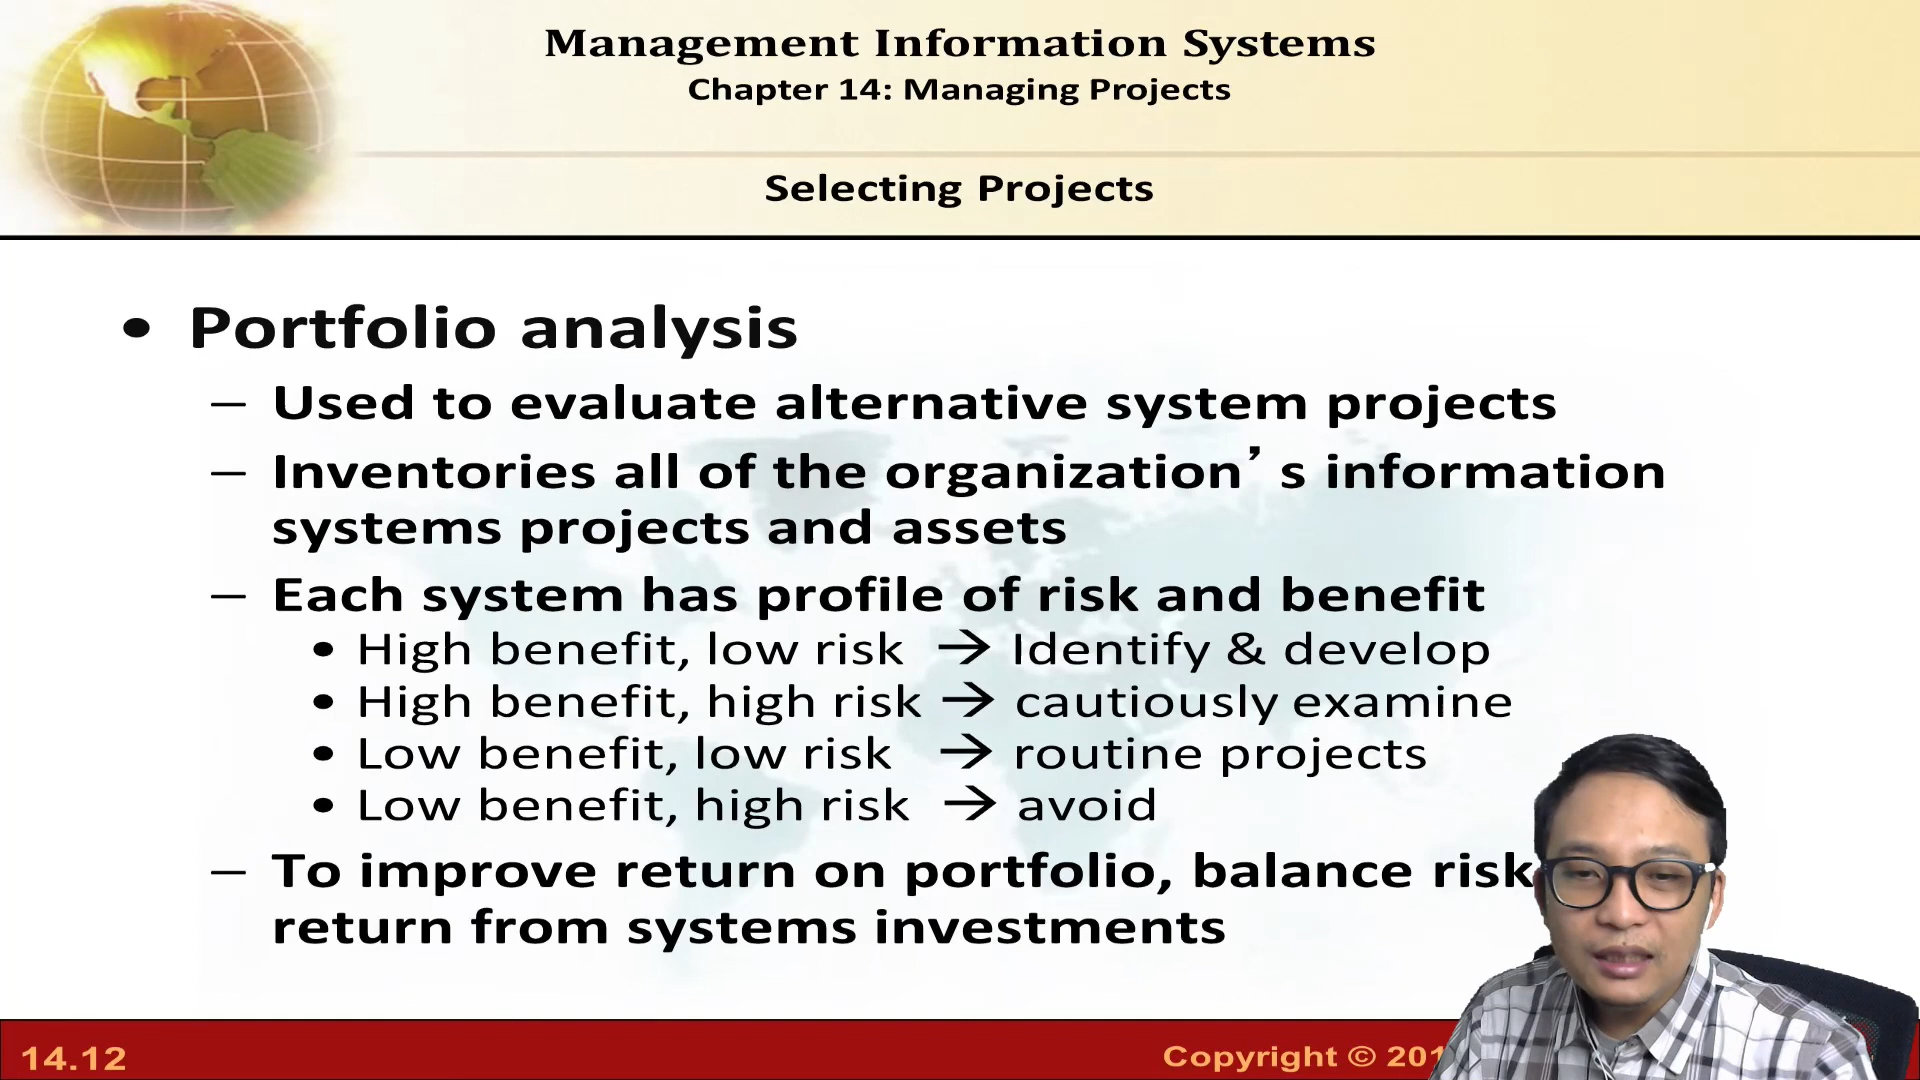 Management Information Systems
Chapter 14: Managing Projects
Selecting Projects
• Portfolio analysis
– Used to evaluate alternative system projects
– Inventories all of the organization’s information
systems projects and assets
– Each system has profile of risk and benefit
• High benefit, low risk → Identify & develop
• High benefit, high risk → cautiously examine
• Low benefit, low risk → routine projects
• Low benefit, high risk → avoid
– To improve return on portfolio, balance risk
return from systems investments
14.12
Copyright ©